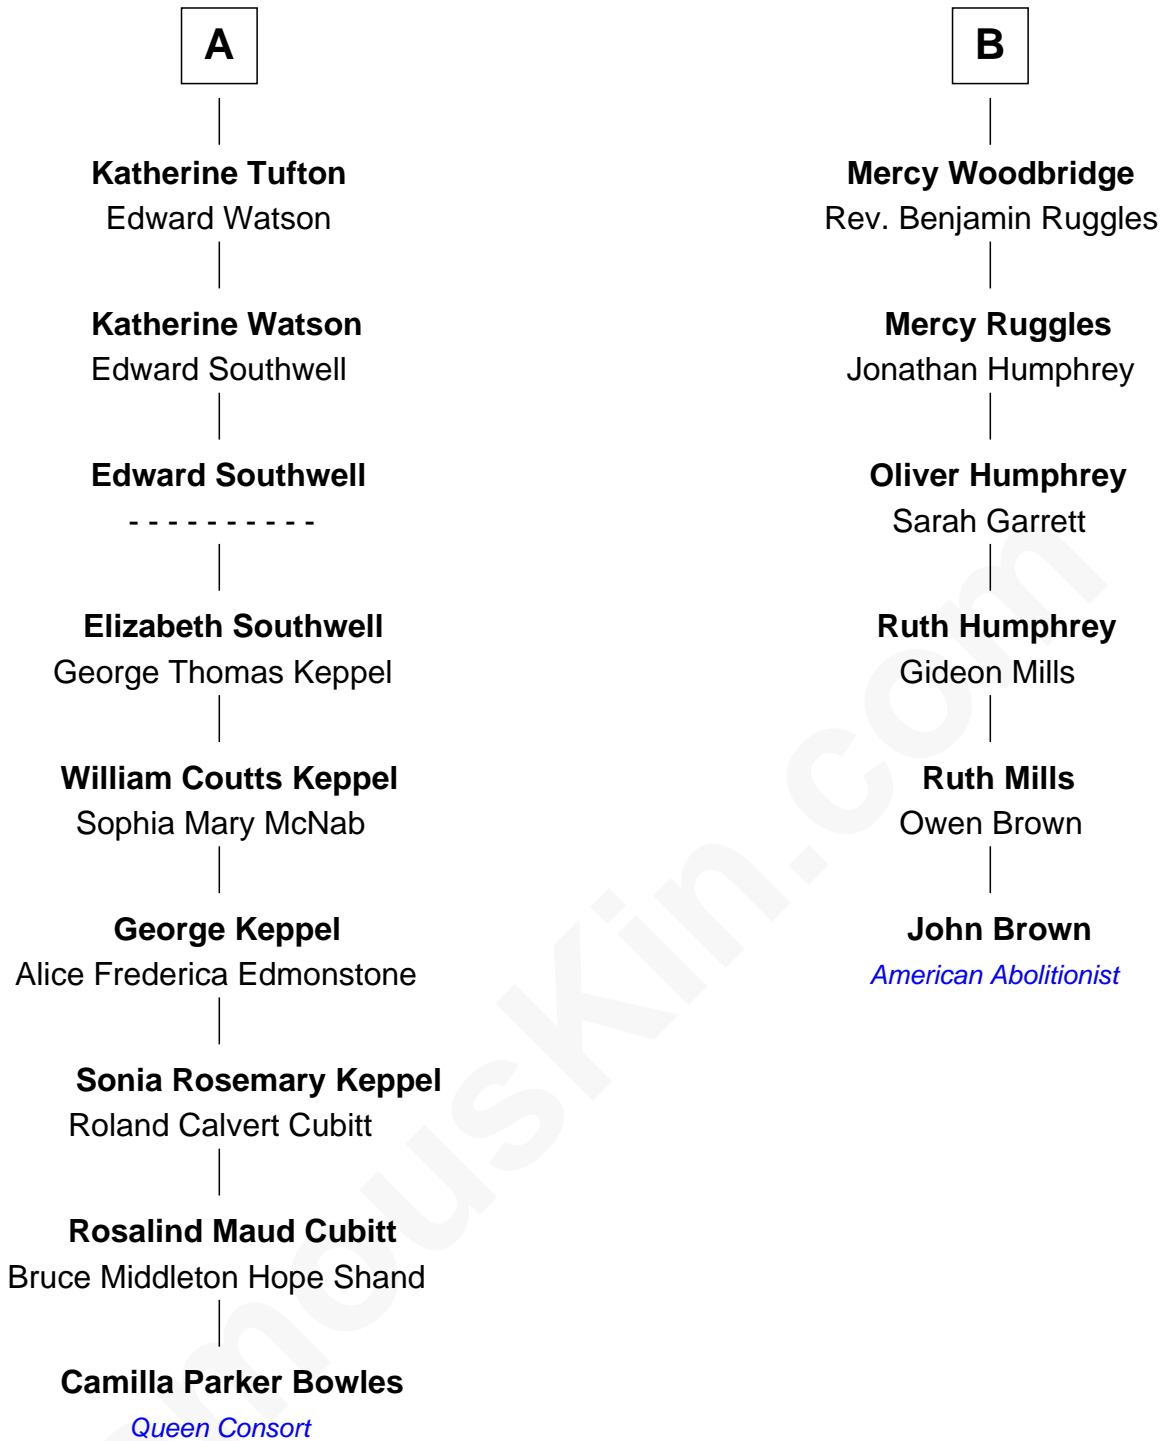 A
Katherine Tufton
Edward Watson
Katherine Watson
Edward Southwell
Edward Southwell
- - - - - - - - - -
Elizabeth Southwell
George Thomas Keppel
William Coutts Keppel
Sophia Mary McNab
George Keppel
Alice Frederica Edmonstone
Sonia Rosemary Keppel
Roland Calvert Cubitt
Rosalind Maud Cubitt
Bruce Middleton Hope Shand
Camilla Parker Bowles
Queen Consort
B
Mercy Woodbridge
Rev. Benjamin Ruggles
Mercy Ruggles
Jonathan Humphrey
Oliver Humphrey
Sarah Garrett
Ruth Humphrey
Gideon Mills
Ruth Mills
Owen Brown
John Brown
American Abolitionist
omouskin.com